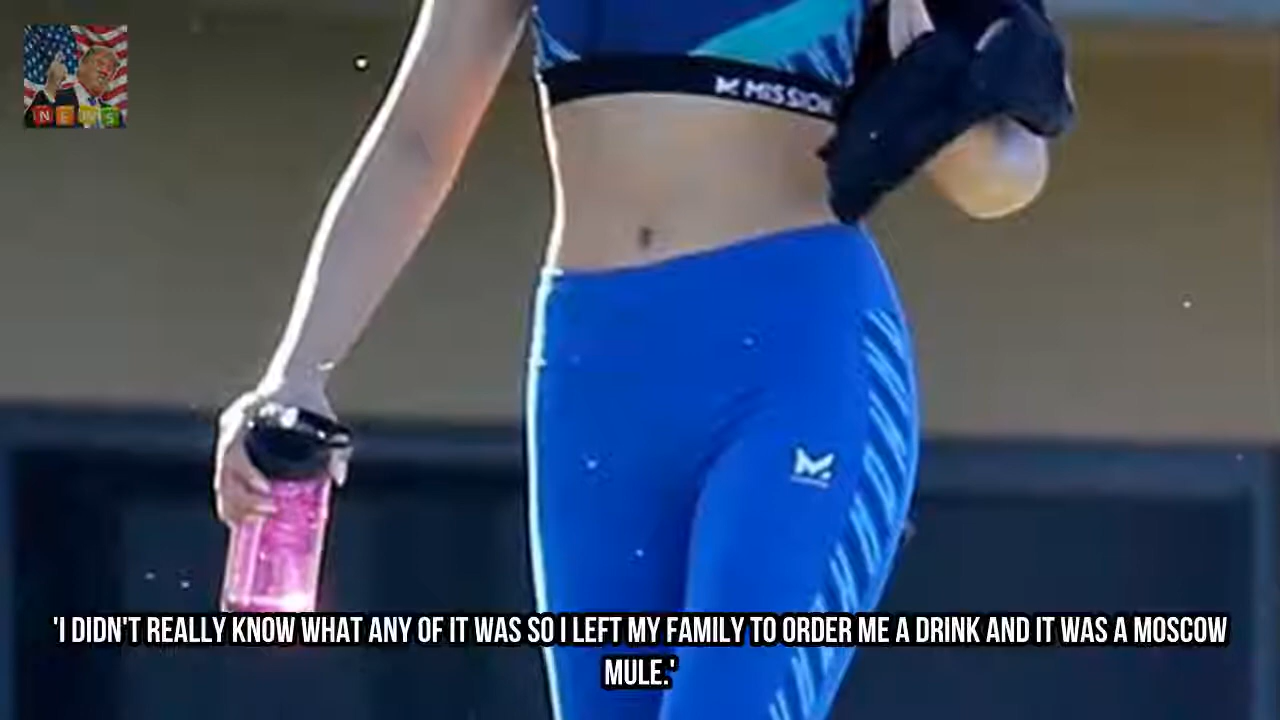 NEWS
MISSION
'I DIDN'T REALLY KNOW WHAT ANY OF IT WAS SO I LEFT MY FAMILY TO ORDER ME A DRINK AND IT WAS A MOSCOW
MULE.'